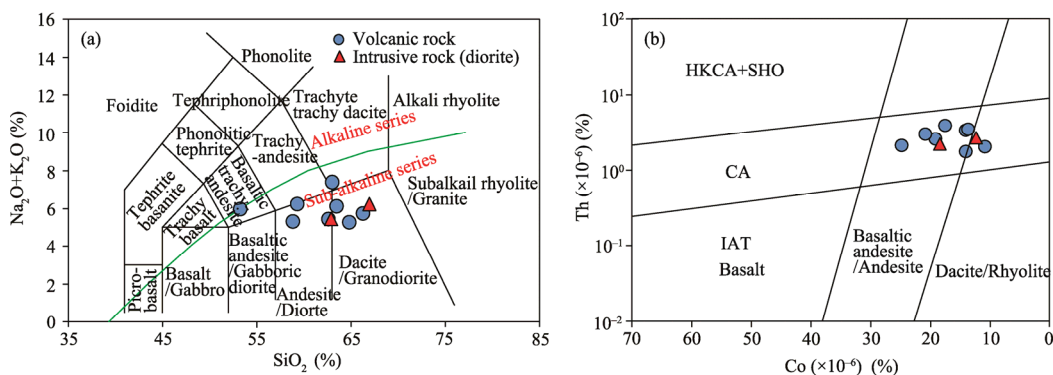 (a)
Volcanic rock
Intrusive rock (diorite)
16
14
12
10
8
6
4
2
0
Na₂O+K₂O (%)
Phonolite
Foidite
Tephriphonolite
Trachyte
trachy dacite
Alkali rhyolite
Phonolitic
tephrite
Trachy
-andesite
Alkaline series
Tephrite
basanite
Trachy
basalt
Basaltic
trachy
andesite
Sub-alkaline series
Subalkail rhyolite
/Granite
Picro-
basalt
Basalt
/Gabbro
Basaltic
andesite
/Gabboric
diorite
Andesite
/Diorte
Dacite
/Granodiorite
35
45
55
65
75
85
SiO₂ (%)
(b)
10²
10¹
10⁰
10⁻¹
10⁻²
Th (×10⁻⁶) (%)
HKCA+SHO
CA
IAT
Basalt
Basaltic
andesite
/Andesite
Dacite/Rhyolite
70
60
50
40
30
20
10
0
Co (×10⁻⁶) (%)